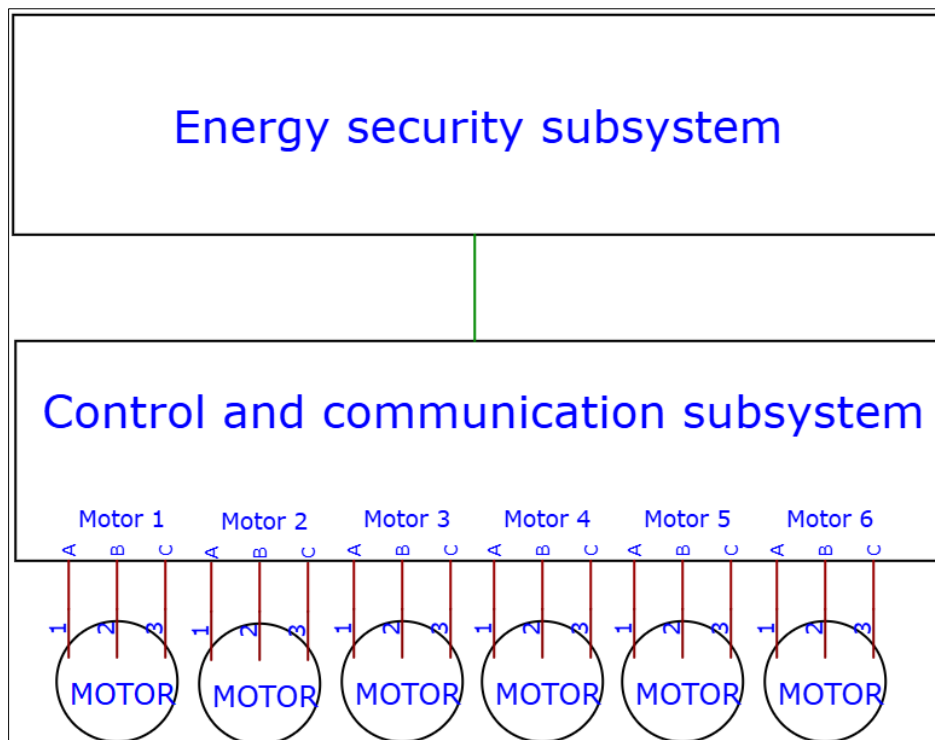 Energy security subsystem
Control and communication subsystem
Motor 1 Motor 2 Motor 3 Motor 4 Motor 5 Motor 6
A B C A B C A B C A B C A B C A B C
1 2 3 1 2 3 1 2 3 1 2 3 1 2 3 1 2 3
MOTOR MOTOR MOTOR MOTOR MOTOR MOTOR